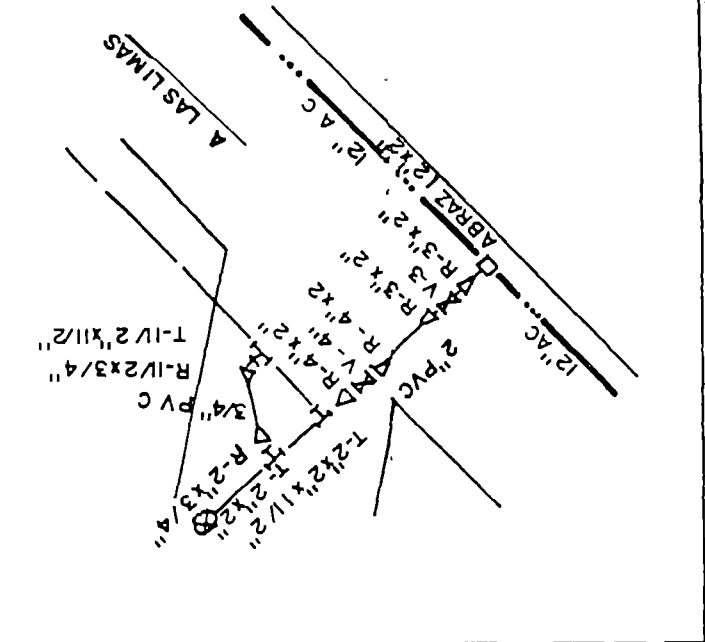 A LAS LIMAS
12" AC
ABRAZ 12"x2"
R-3"x 2"
V-3
R-3"x 2"
12" AC
2" PVC
R- 4"x2
V- 4"
R-4"x 2"
T-11/2"x11/2"
R-11/2x3/4"
3/4" PVC
R-2"x3/4"
T-2"x2"
T-2"x2"x11/2"